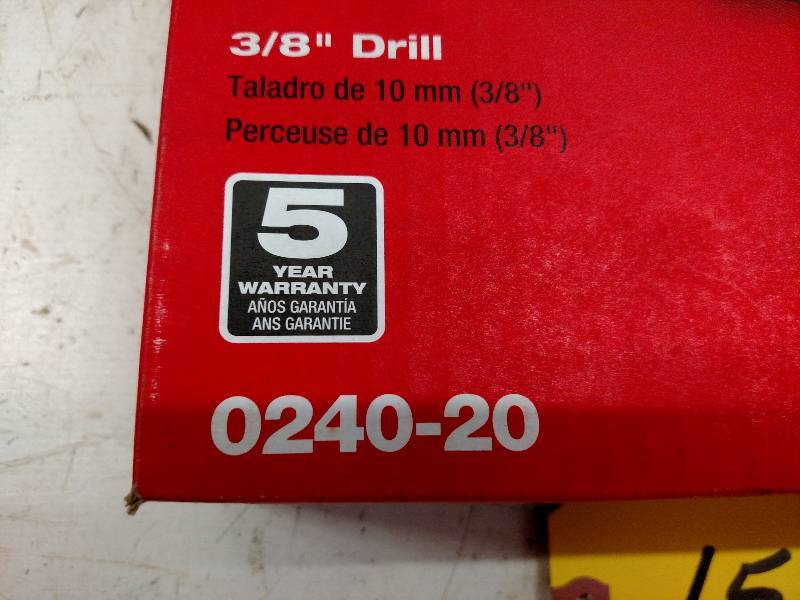 3/8" Drill
Taladro de 10 mm (3/8")
Perceuse de 10 mm (3/8")
5
YEAR
WARRANTY
AÑOS GARANTÍA
ANS GARANTIE
0240-20
15